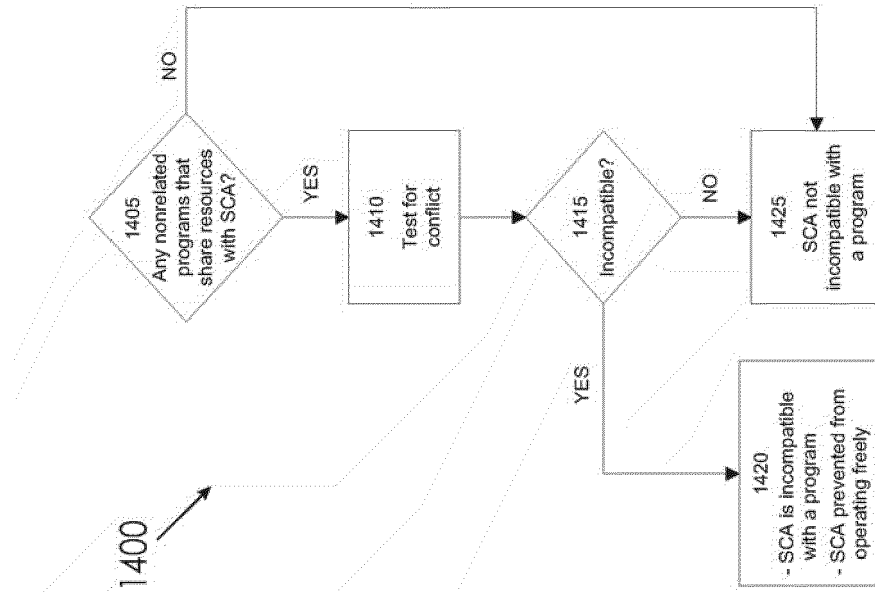 1400
1405
Any nonrelated
programs that
share resources
with SCA?
NO
YES
1410
Test for
conflict
1415
Incompatible?
YES
NO
1420
- SCA is incompatible
with a program
- SCA prevented from
operating freely
1425
SCA not
incompatible with
a program